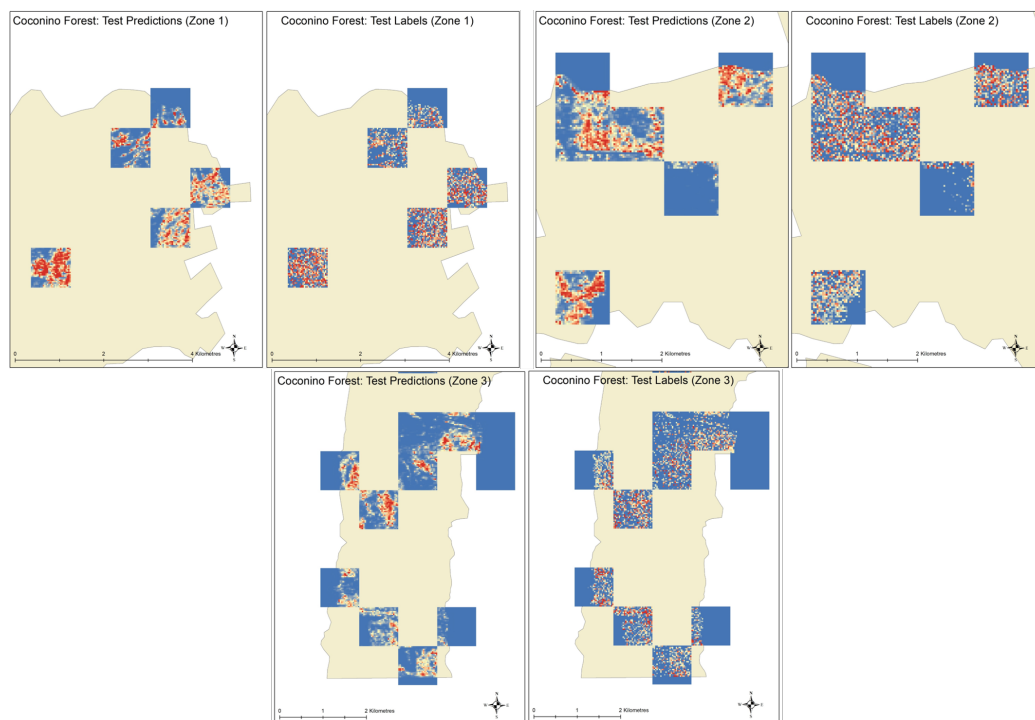 Coconino Forest: Test Predictions (Zone 1)
Coconino Forest: Test Labels (Zone 1)
Coconino Forest: Test Predictions (Zone 2)
Coconino Forest: Test Labels (Zone 2)
N
W E
S
0 2 4 Kilometres
N
W E
S
0 2 4 Kilometres
N
W E
S
0 1 2 Kilometres
N
W E
S
0 1 2 Kilometres
Coconino Forest: Test Predictions (Zone 3)
Coconino Forest: Test Labels (Zone 3)
N
W E
S
0 1 2 Kilometres
N
W E
S
0 1 2 Kilometres